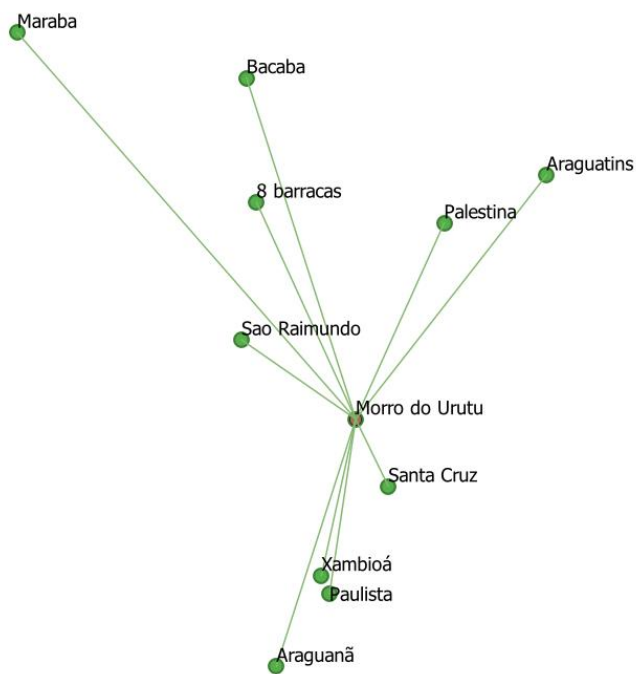 Maraba
Bacaba
Araguatins
8 barracas
Palestina
Sao Raimundo
Morro do Urutu
Santa Cruz
Xambioá
Paulista
Araguanã